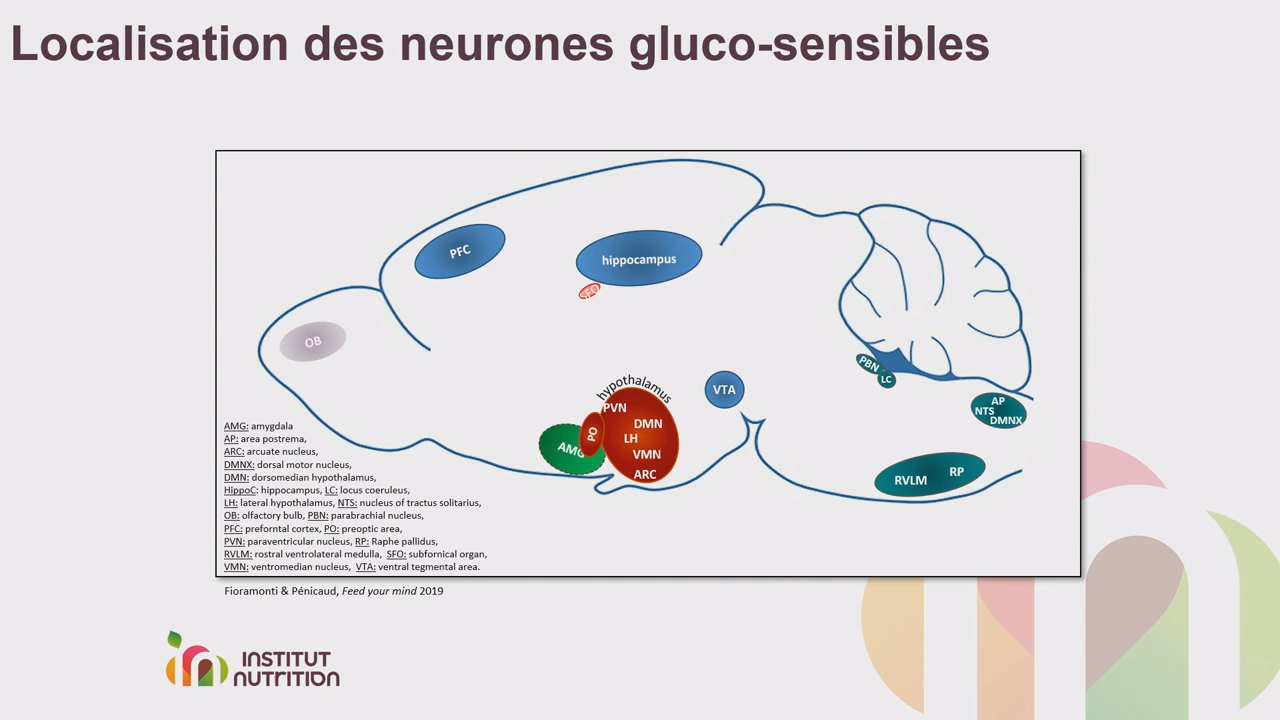 Localisation des neurones gluco-sensibles
PFC
hippocampus
SFO
OB
hypothalamus
PVN
DMN
LH
VMN
ARC
PO
AMG
VTA
PBN
LC
AP
NTS
DMNX
RVLM
RP
AMG: amygdala
AP: area postrema,
ARC: arcuate nucleus,
DMNX: dorsal motor nucleus,
DMN: dorsomedian hypothalamus,
HippoC: hippocampus, LC: locus coeruleus,
LH: lateral hypothalamus, NTS: nucleus of tractus solitarius,
OB: olfactory bulb, PBN: parabrachial nucleus,
PFC: preforntal cortex, PO: preoptic area,
PVN: paraventricular nucleus, RP: Raphe pallidus,
RVLM: rostral ventrolateral medulla, SFO: subfornical organ,
VMN: ventromedian nucleus, VTA: ventral tegmental area.
Fioramonti & Pénicaud, Feed your mind 2019
INSTITUT
NUTRITION